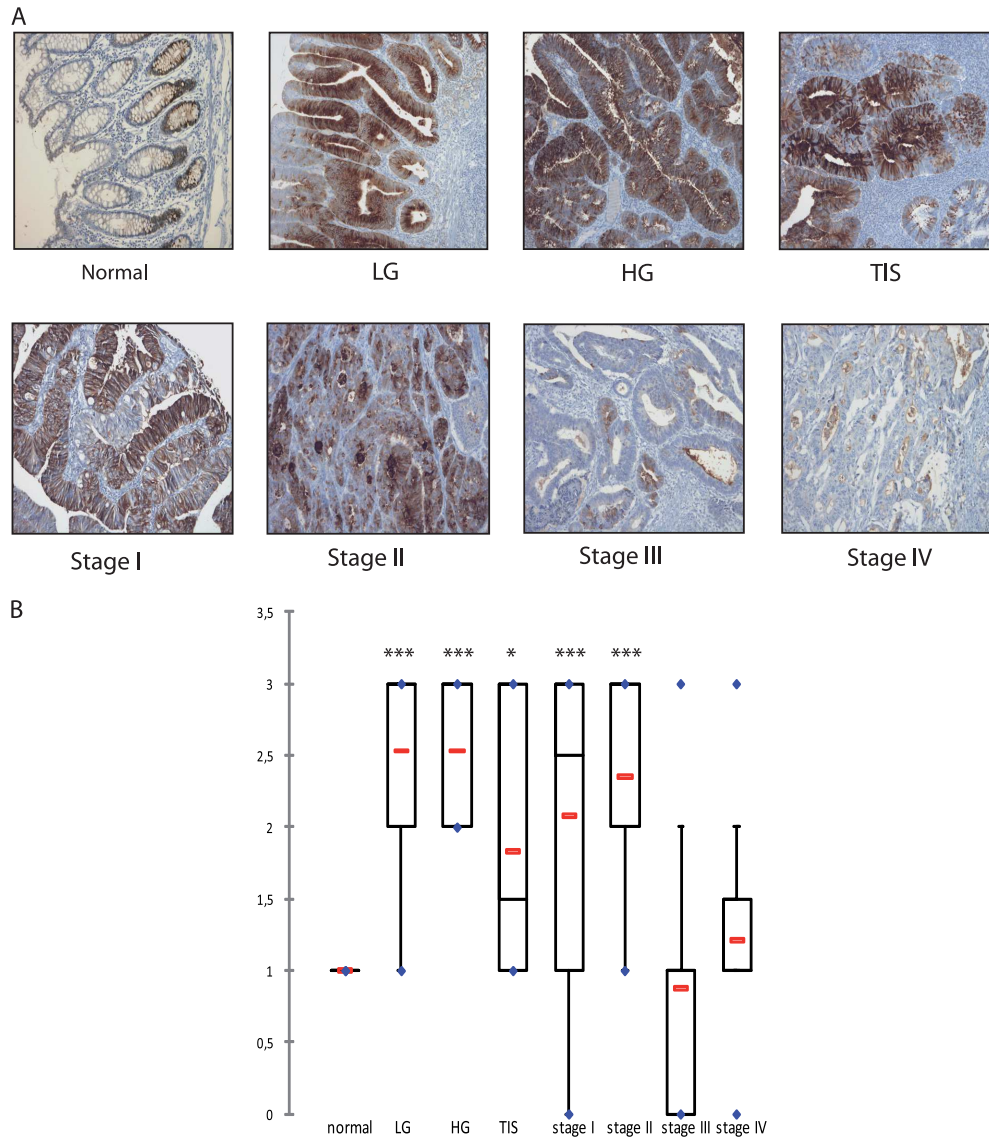 A
Normal LG HG TIS
Stage I Stage II Stage III Stage IV
B
3,5
*** *** * *** ***
3
2,5
2
1,5
1
0,5
0
normal LG HG TIS stage I stage II stage III stage IV